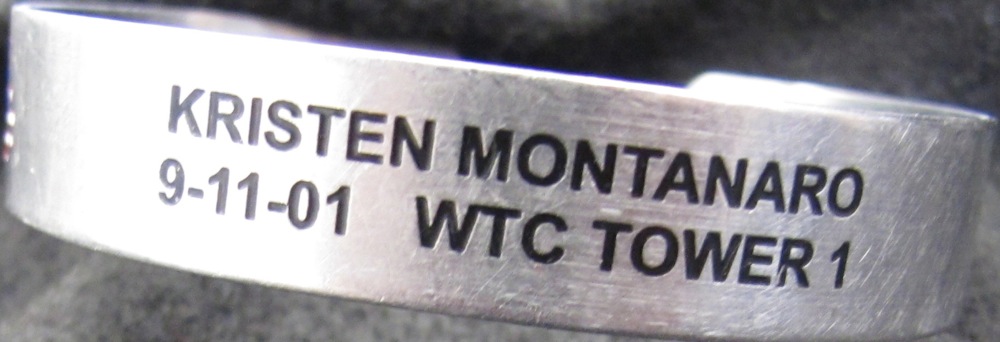 KRISTEN MONTANARO
9-11-01 WTC TOWER 1